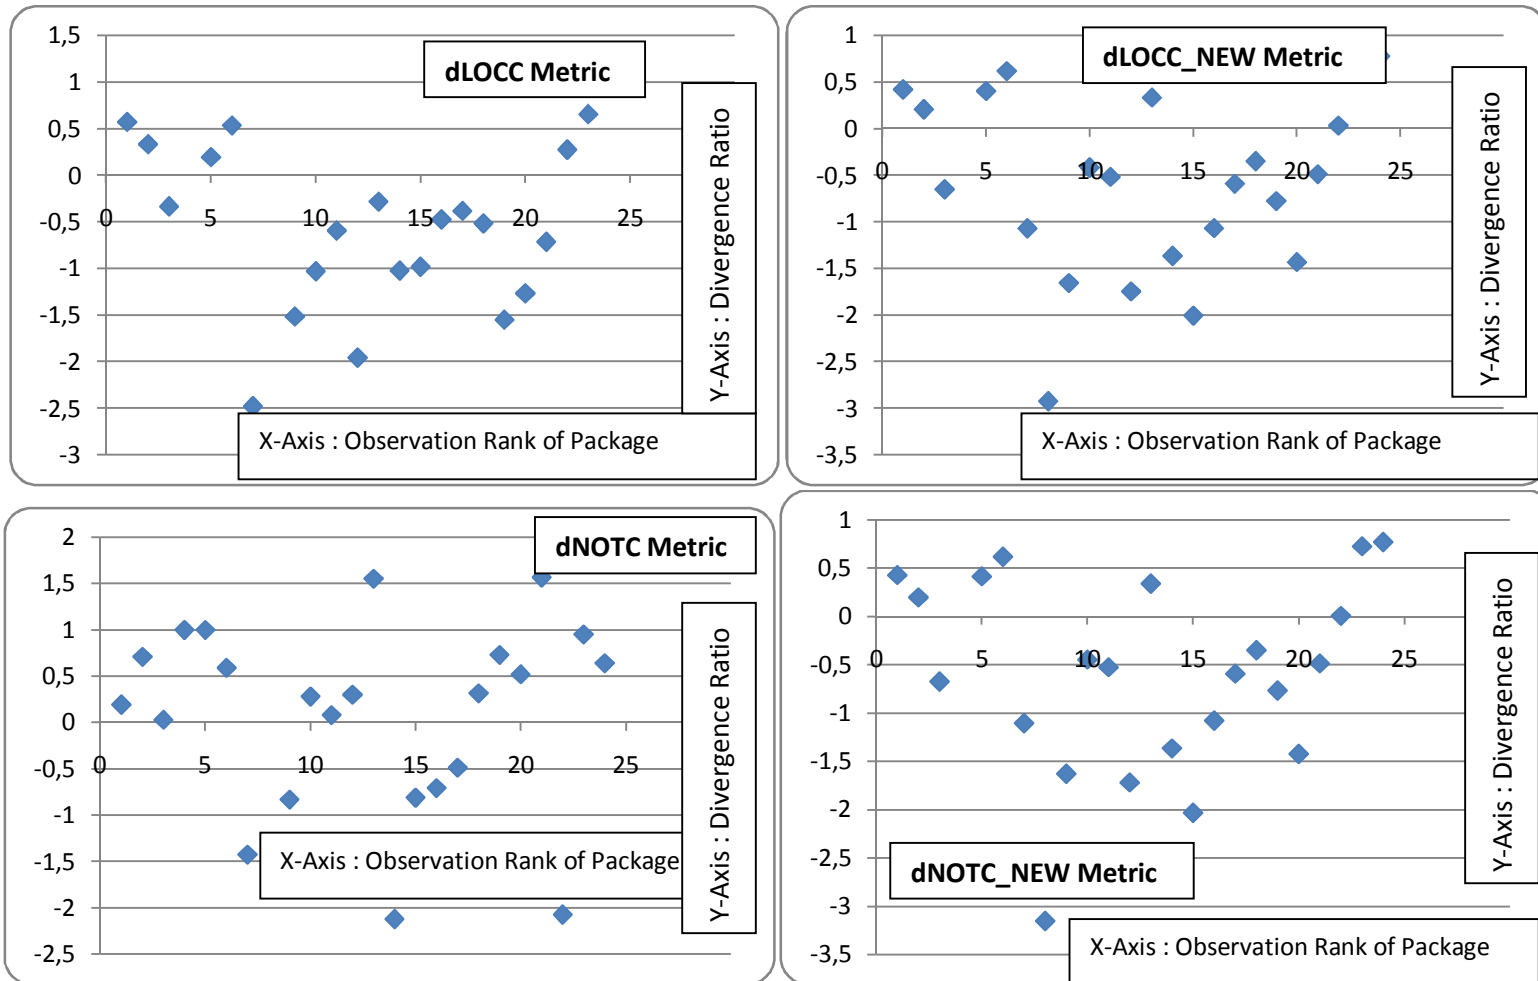 1,5
1
0,5
0
-0,5
-1
-1,5
-2
-2,5
-3
0 5 10 15 20 25
dLOCC Metric
Y-Axis : Divergence Ratio
X-Axis : Observation Rank of Package
1
0,5
0
-0,5
-1
-1,5
-2
-2,5
-3
-3,5
0 5 10 15 20 25
dLOCC_NEW Metric
Y-Axis : Divergence Ratio
X-Axis : Observation Rank of Package
2
1,5
1
0,5
0
-0,5
-1
-1,5
-2
-2,5
0 5 10 15 20 25
dNOTC Metric
Y-Axis : Divergence Ratio
X-Axis : Observation Rank of Package
1
0,5
0
-0,5
-1
-1,5
-2
-2,5
-3
-3,5
0 5 10 15 20 25
dNOTC_NEW Metric
Y-Axis : Divergence Ratio
X-Axis : Observation Rank of Package